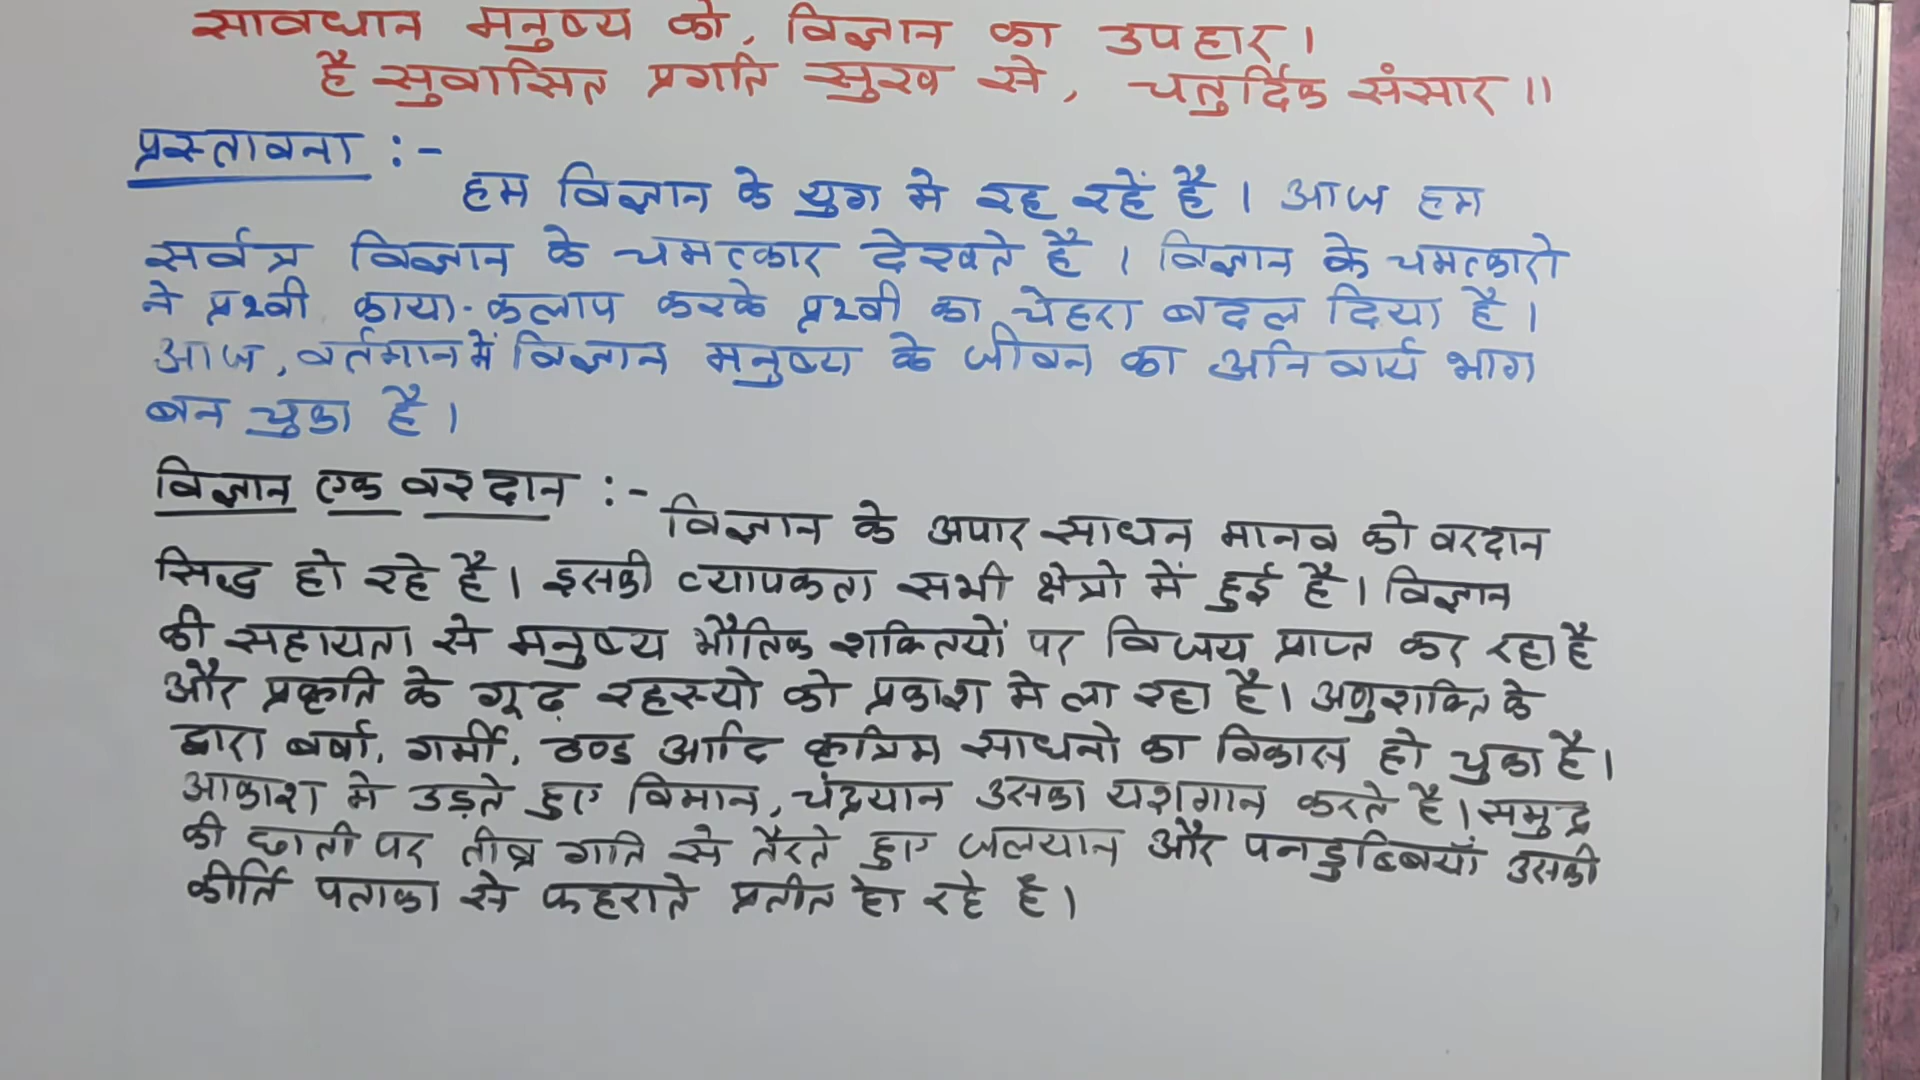 सावधान मनुष्य को, विज्ञान का उपहार।
है सुवासित प्रगति सुख से, चतुर्दिक संसार॥
प्रस्तावना :-
हम विज्ञान के युग मे रह रहें है। आज हम
सर्वत्र विज्ञान के चमत्कार देखते है। विज्ञान के चमत्कारो
ने प्रथ्वी काया-कलाप करके प्रथ्वी का चेहरा बदल दिया है।
आज, वर्तमान में विज्ञान मनुष्य के जीवन का अनिवार्य भाग
बन चुका है।
विज्ञान एक वरदान :-
विज्ञान के अपार साधन मानव को वरदान
सिद्ध हो रहे है। इसकी व्यापकता सभी क्षेत्रो में हुई है। विज्ञान
की सहायता से मनुष्य भौतिक शक्तियों पर विजय प्राप्त कर रहा है
और प्रकृति के गूढ़ रहस्यो को प्रकाश मे ला रहा है। अणुशक्ति के
द्वारा वर्षा, गर्मी, ठण्ड आदि कृत्रिम साधनो का विकास हो चुका है।
आकाश मे उड़ते हुए विमान, चंद्रयान उसका यशगान करते है। समुद्र
की छाती पर तीव्र गति से तैरते हुए जलयान और पनडुब्बियाँ उसकी
कीर्ति पताका से फहराते प्रतीत हो रहे है।